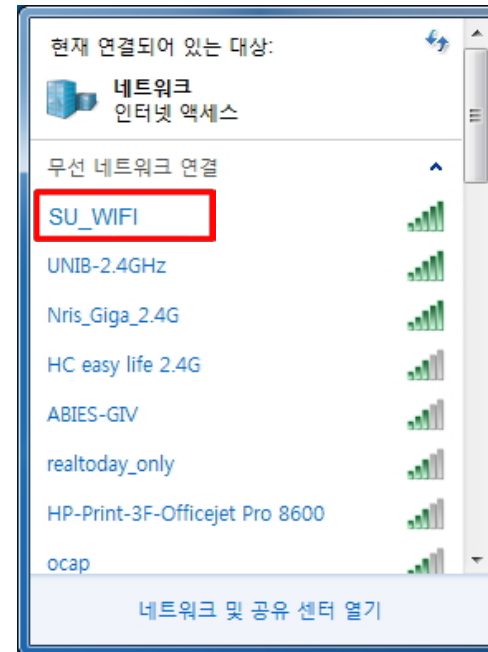 현재 연결되어 있는 대상:
네트워크
인터넷 액세스
무선 네트워크 연결
SU_WIFI
UNIB-2.4GHz
Nris_Giga_2.4G
HC easy life 2.4G
ABIES-GIV
realtoday_only
HP-Print-3F-Officejet Pro 8600
ocap
네트워크 및 공유 센터 열기